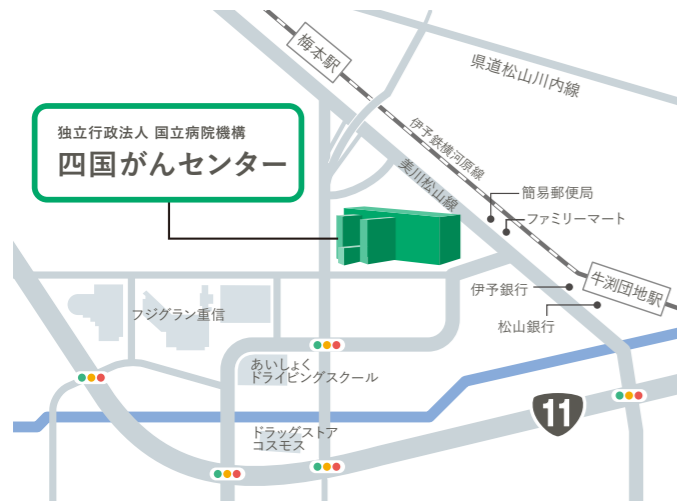 梅本駅
県道松山川内線
独立行政法人 国立病院機構
四国がんセンター
伊予鉄横河原線
美川松山線
簡易郵便局
ファミリーマート
牛渕団地駅
伊予銀行
松山銀行
フジグラン重信
あいしょく
ドライビングスクール
11
ドラッグストア
コスモス